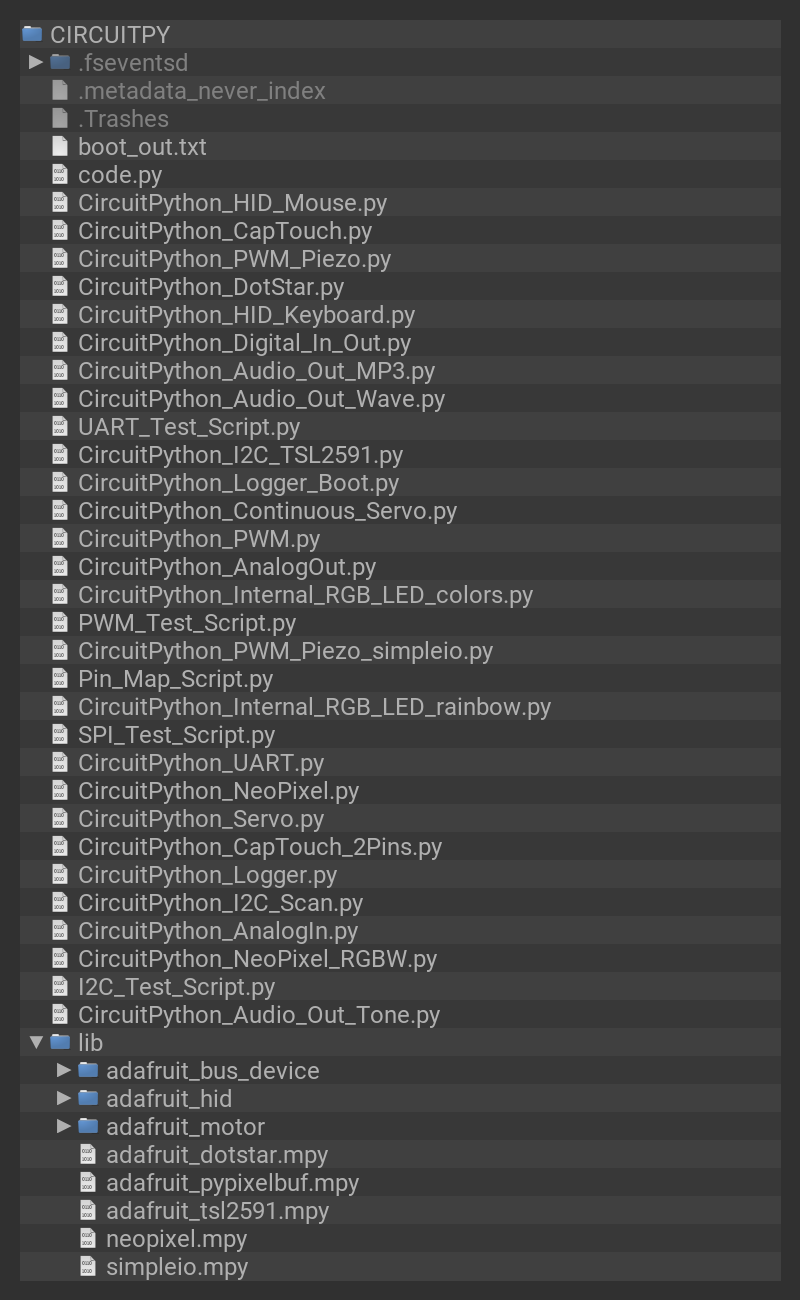 CIRCUITPY
.fseventsd
.metadata_never_index
.Trashes
boot_out.txt
code.py
CircuitPython_HID_Mouse.py
CircuitPython_CapTouch.py
CircuitPython_PWM_Piezo.py
CircuitPython_DotStar.py
CircuitPython_HID_Keyboard.py
CircuitPython_Digital_In_Out.py
CircuitPython_Audio_Out_MP3.py
CircuitPython_Audio_Out_Wave.py
UART_Test_Script.py
CircuitPython_I2C_TSL2591.py
CircuitPython_Logger_Boot.py
CircuitPython_Continuous_Servo.py
CircuitPython_PWM.py
CircuitPython_AnalogOut.py
CircuitPython_Internal_RGB_LED_colors.py
PWM_Test_Script.py
CircuitPython_PWM_Piezo_simpleio.py
Pin_Map_Script.py
CircuitPython_Internal_RGB_LED_rainbow.py
SPI_Test_Script.py
CircuitPython_UART.py
CircuitPython_NeoPixel.py
CircuitPython_Servo.py
CircuitPython_CapTouch_2Pins.py
CircuitPython_Logger.py
CircuitPython_I2C_Scan.py
CircuitPython_AnalogIn.py
CircuitPython_NeoPixel_RGBW.py
I2C_Test_Script.py
CircuitPython_Audio_Out_Tone.py
lib
adafruit_bus_device
adafruit_hid
adafruit_motor
adafruit_dotstar.mpy
adafruit_pypixelbuf.mpy
adafruit_tsl2591.mpy
neopixel.mpy
simpleio.mpy